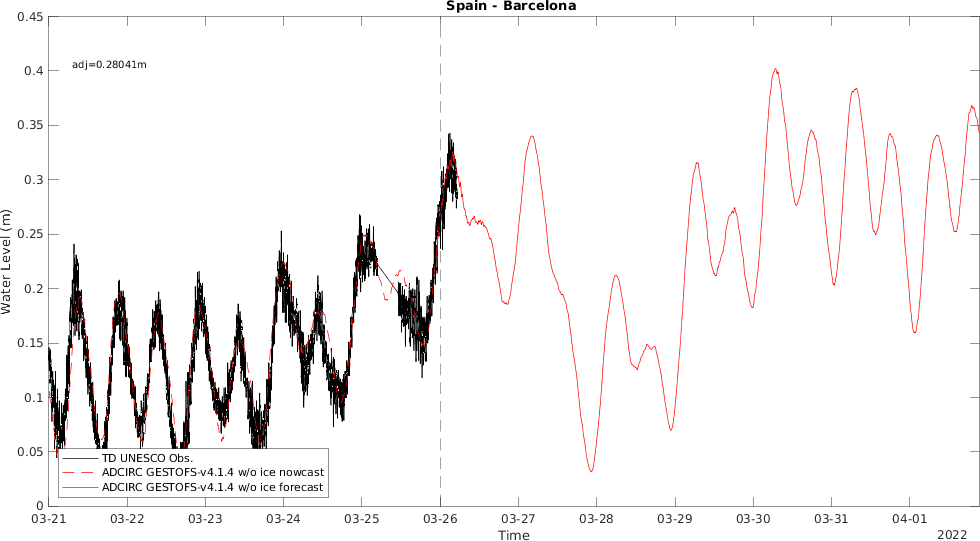 Spain - Barcelona
adj=0.28041m
0.45
0.4
0.35
0.3
0.25
0.2
0.15
0.1
0.05
0
Water Level (m)
TD UNESCO Obs.
ADCIRC GESTOFS-v4.1.4 w/o ice nowcast
ADCIRC GESTOFS-v4.1.4 w/o ice forecast
03-21 03-22 03-23 03-24 03-25 03-26 03-27 03-28 03-29 03-30 03-31 04-01
Time
2022